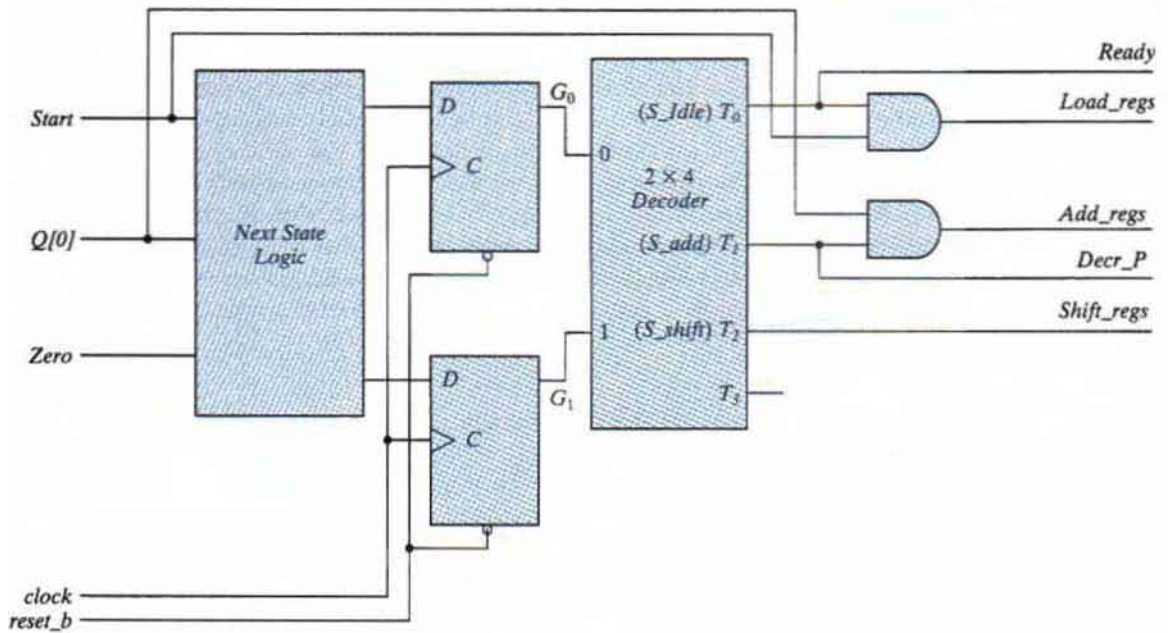 Start
Q[0]
Zero
clock
reset_b
Next State
Logic
D
C
G0
D
C
G1
0
1
2 × 4
Decoder
(S_Idle) T0
(S_add) T1
(S_shift) T2
T3
Ready
Load_regs
Add_regs
Decr_P
Shift_regs